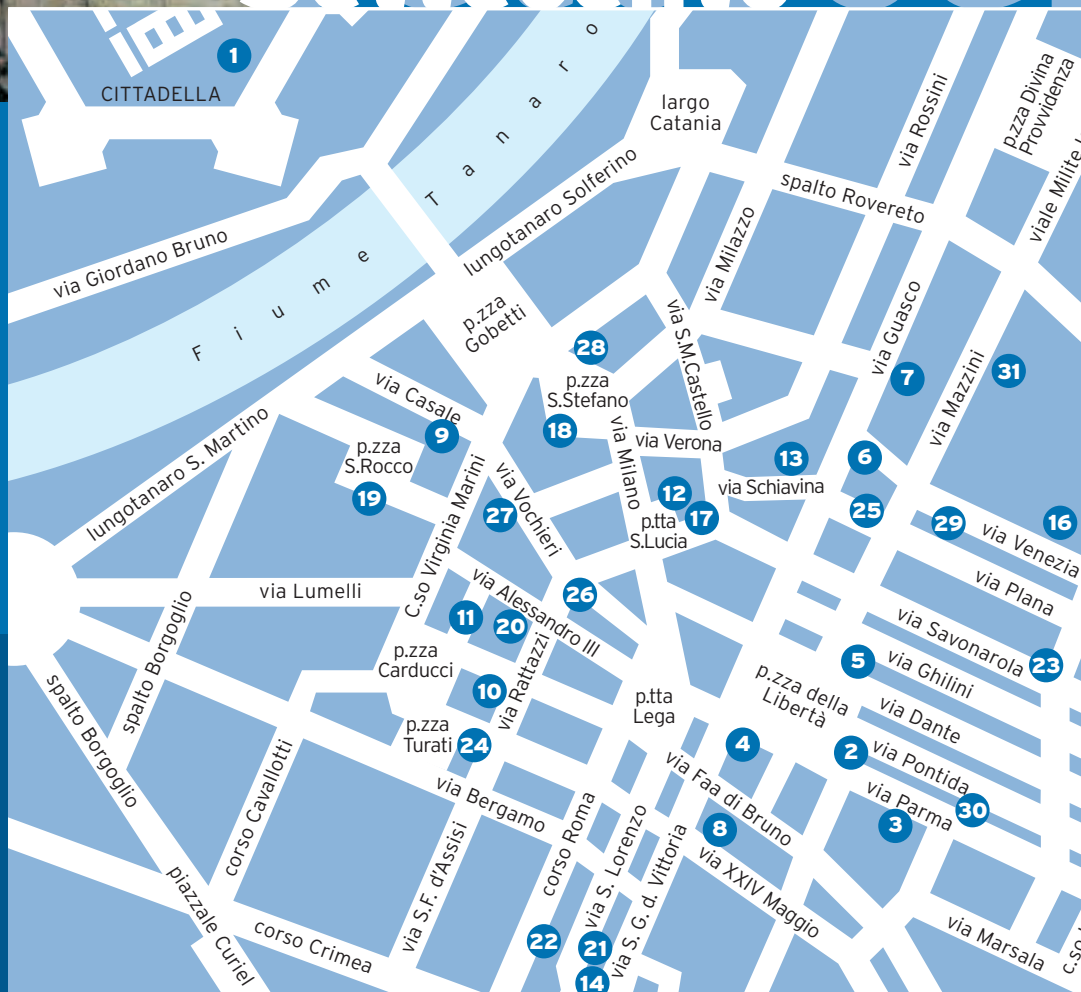 1
CITTADELLA
Fiume Tanaro
largo
Catania
via Rossini
p.zza Divina
Provvidenza
viale Milite
spalto Rovereto
lungotanaro Solferino
via Giordano Bruno
via Milazzo
p.zza
Gobetti
via S.M.Castello
via Guasco
28
7
31
via Mazzini
p.zza
S.Stefano
via Casale
9
18
via Milano
via Verona
13
6
lungotanaro S. Martino
p.zza
S.Rocco
19
C.so Virginia Marini
via Vochieri
27
12
17
via Schiavina
25
29
16
p.tta
S.Lucia
via Venezia
via Plana
via Lumelli
via Alessandro III
26
11
20
via Savonarola
23
spalto Borgoglio
p.zza
Carducci
5
via Ghilini
10
via Rattazzi
p.tta
Lega
p.zza della
Libertà
via Dante
spalto Borgoglio
p.zza
Turati
24
4
2
via Pontida
via Faa di Bruno
via Parma
30
3
corso Cavallotti
via Bergamo
corso Roma
via S. Lorenzo
8
via S.F. d'Assisi
via S. G. d. Vittoria
via XXIV Maggio
piazzale Curiel
corso Crimea
22
21
14
via Marsala
c.so